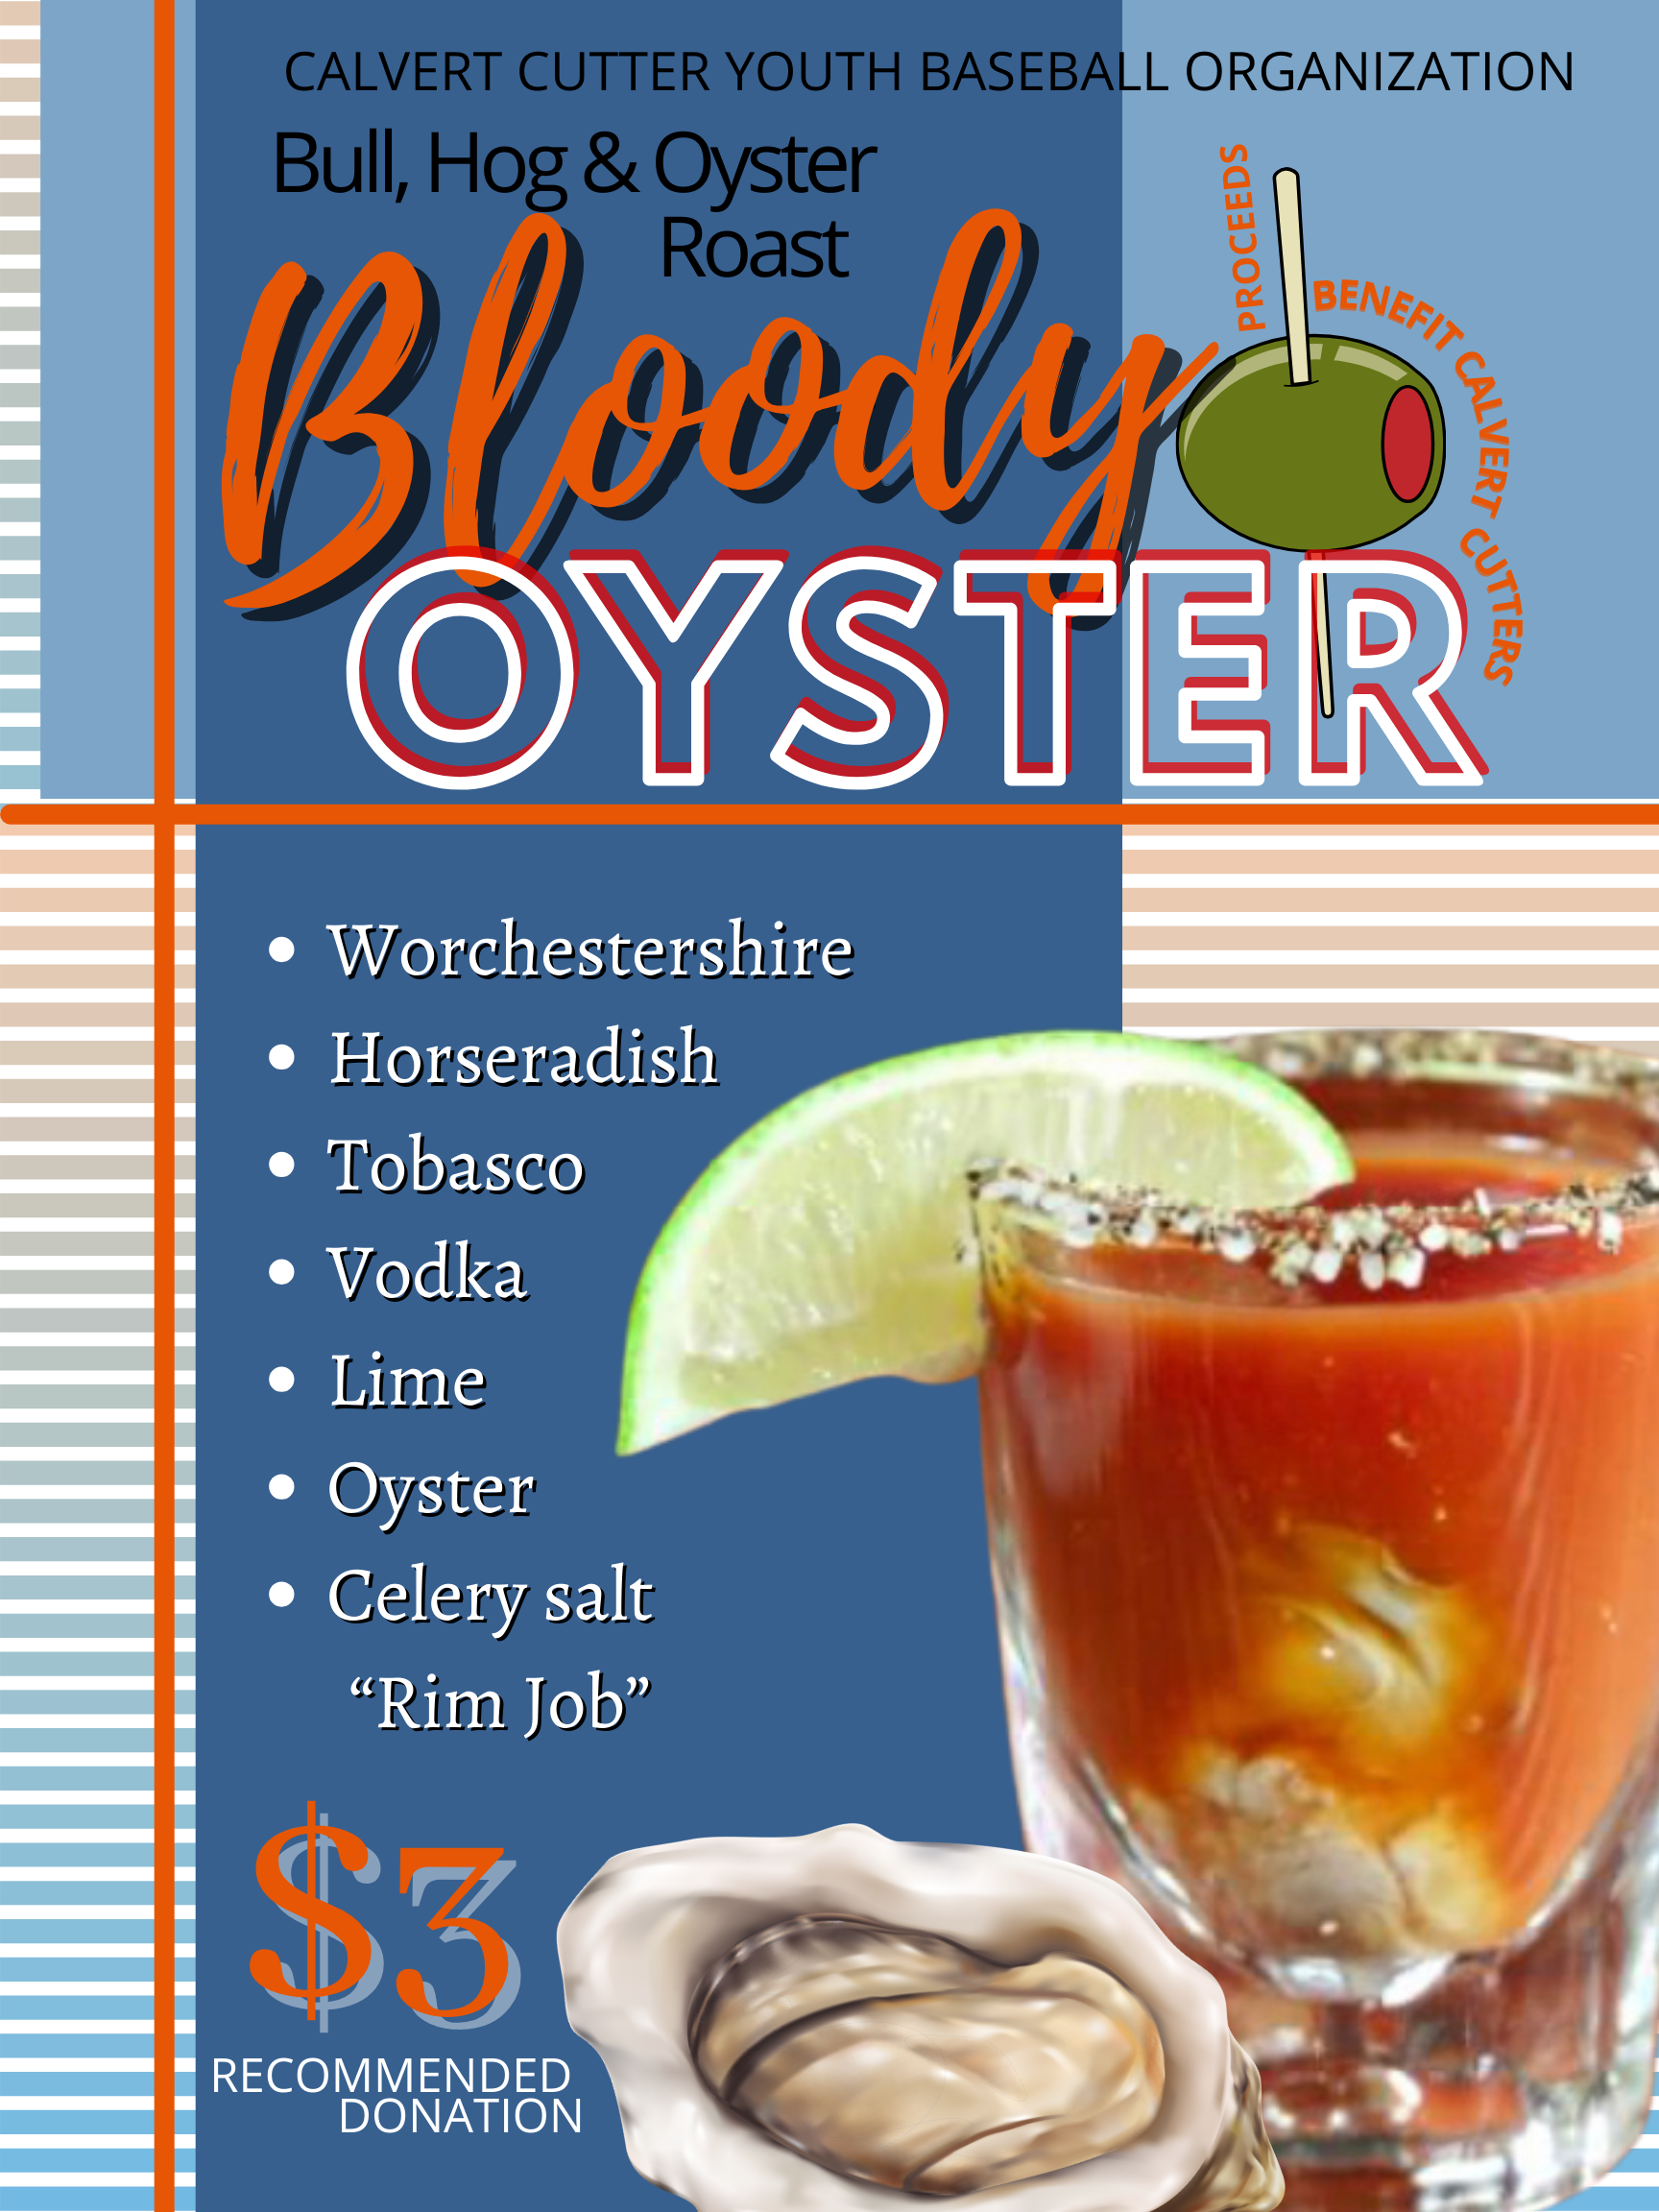 CALVERT CUTTER YOUTH BASEBALL ORGANIZATION
Bull, Hog & Oyster
Roast
Bloody
OYSTER
PROCEEDS
BENEFIT CALVERT CUTTERS
• Worchestershire
• Horseradish
• Tobasco
• Vodka
• Lime
• Oyster
• Celery salt
“Rim Job”
$3
RECOMMENDED
DONATION